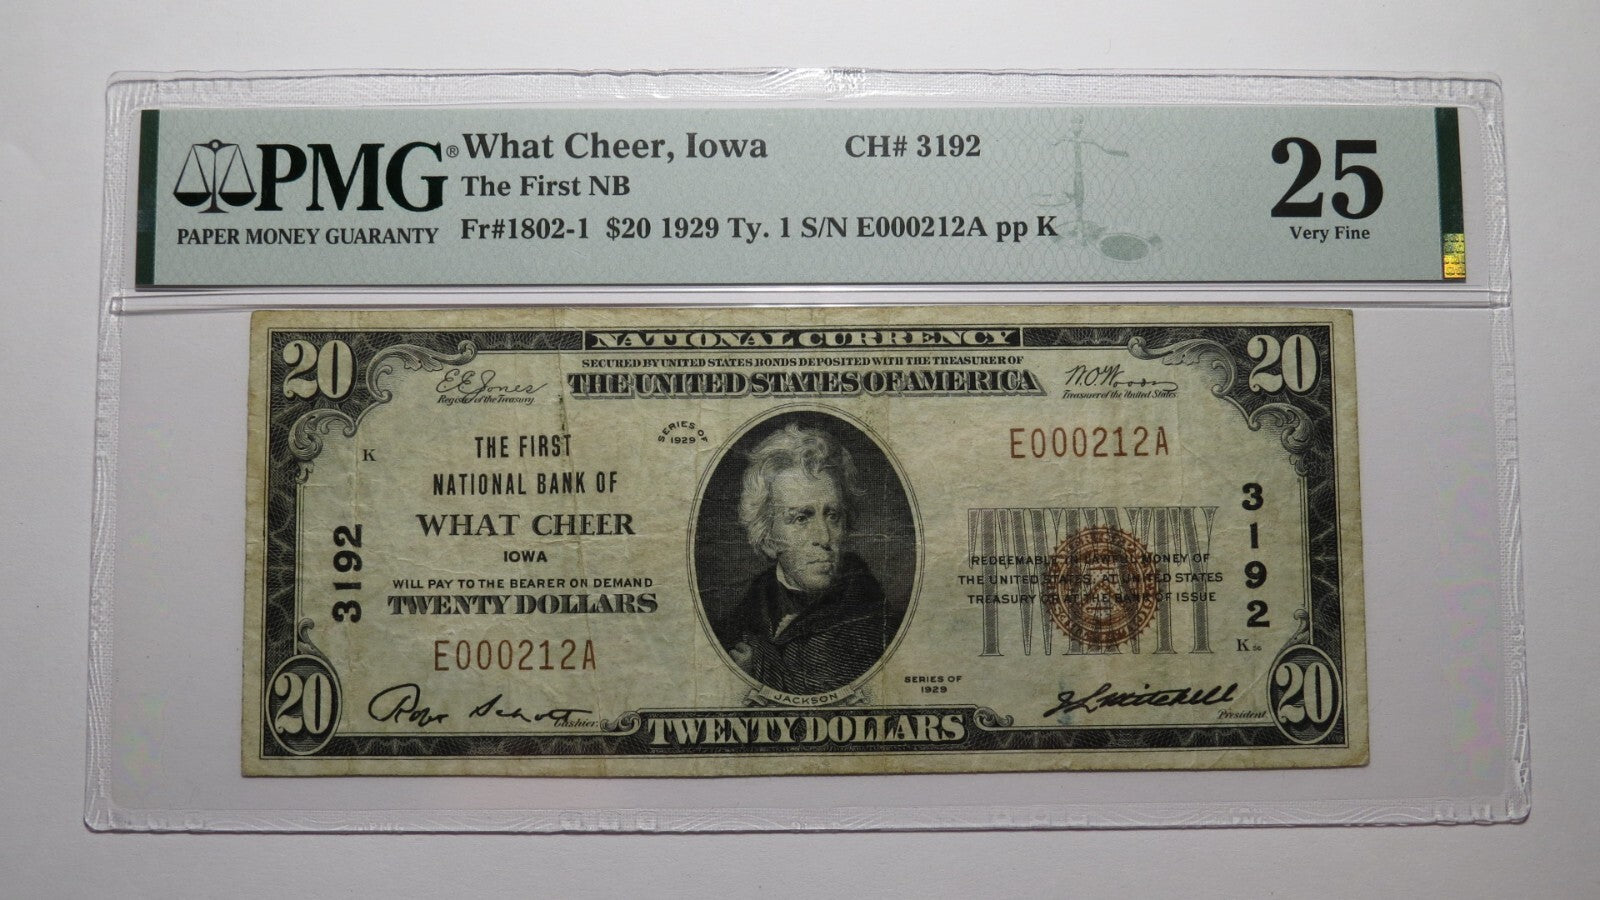 PMG® What Cheer, Iowa CH# 3192 25
The First NB
PAPER MONEY GUARANTY Fr#1802-1 $20 1929 Ty. 1 S/N E000212A pp K Very Fine
20 NATIONAL CURRENCY 20
SECURED BY UNITED STATES BONDS DEPOSITED WITH THE TREASURER OF
THE UNITED STATES OF AMERICA
E E Jones
Register of the Treasury
W.O. Woods
Treasurer of the United States
SERIES OF
1929
THE FIRST
NATIONAL BANK OF
WHAT CHEER
IOWA
WILL PAY TO THE BEARER ON DEMAND
TWENTY DOLLARS
K
3192
E000212A
E000212A
3192
TWENTY
REDEEMABLE IN LAWFUL MONEY OF
THE UNITED STATES, AT UNITED STATES
TREASURY OR AT THE BANK OF ISSUE
K
JACKSON
SERIES OF
1929
20 Cashier. TWENTY DOLLARS Mitchell President 20